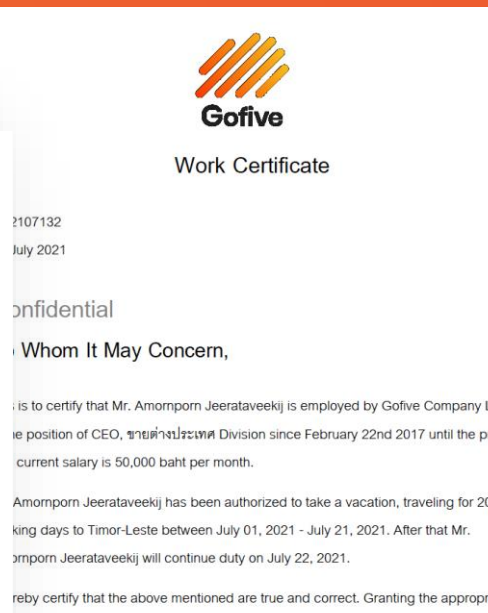 Gofive
Work Certificate
2107132
July 2021
onfidential
Whom It May Concern,
is to certify that Mr. Amornporn Jeerataveekij is employed by Gofive Company L
e position of CEO, ขายต่างประเทศ Division since February 22nd 2017 until the p
current salary is 50,000 baht per month.
Amornporn Jeerataveekij has been authorized to take a vacation, traveling for 20
king days to Timor-Leste between July 01, 2021 - July 21, 2021. After that Mr.
ornporn Jeerataveekij will continue duty on July 22, 2021.
reby certify that the above mentioned are true and correct. Granting the appropr